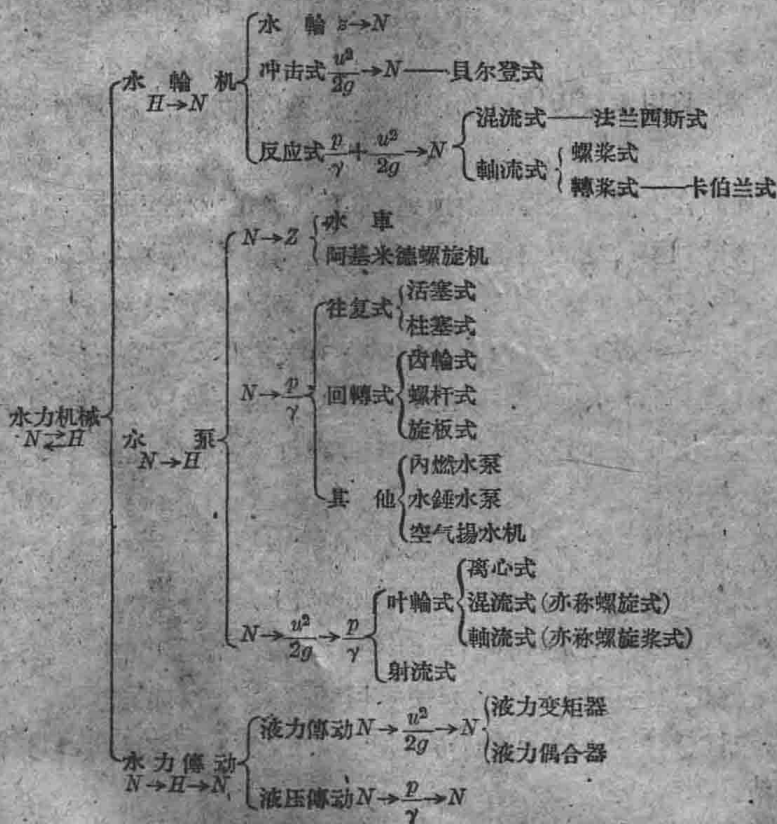 水輪 z→N
冲击式 u²/2g →N——貝尔登式
水輪机
H→N
反应式 p/γ + u²/2g →N
混流式——法兰西斯式
軸流式
螺桨式
轉桨式——卡伯兰式
N→Z
水車
阿基米德螺旋机
往复式
活塞式
柱塞式
N→ p/γ
回轉式
齿輪式
螺杆式
旋板式
水力机械
N⇄H
水泵
N→H
其他
內燃水泵
水錘水泵
空气揚水机
N→ u²/2g → p/γ
叶輪式
离心式
混流式(亦称螺旋式)
軸流式(亦称螺旋桨式)
射流式
水力傳动
N→H→N
液力傳动 N→ u²/2g →N
液力变矩器
液力偶合器
液压傳动 N→ p/γ →N